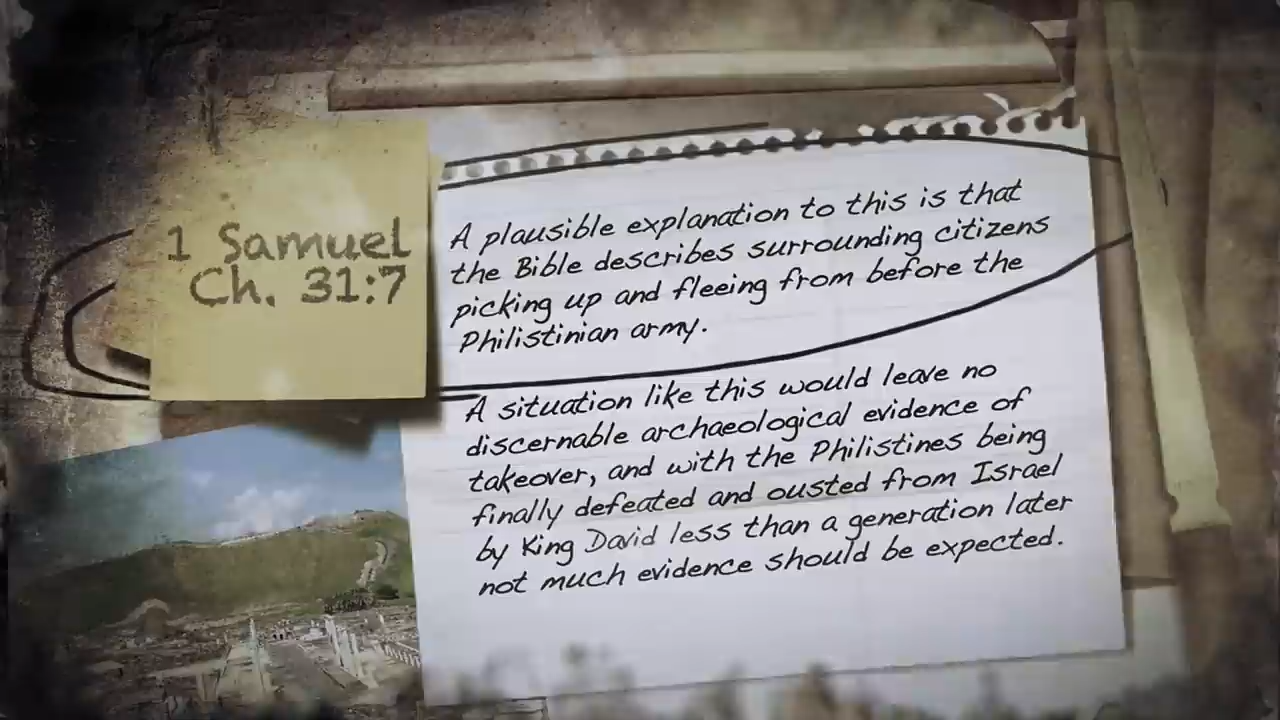 1 Samuel
Ch. 31:7
A plausible explanation to this is that
the Bible describes surrounding citizens
picking up and fleeing from before the
Philistinian army.
A situation like this would leave no
discernable archaeological evidence of
takeover, and with the Philistines being
finally defeated and ousted from Israel
by King David less than a generation later
not much evidence should be expected.